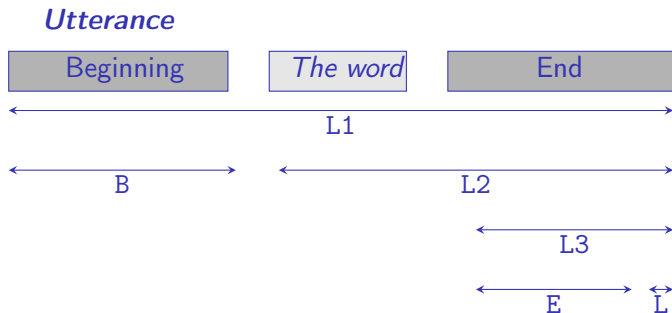 Utterance
Beginning The word End
L1
B L2
L3
E L